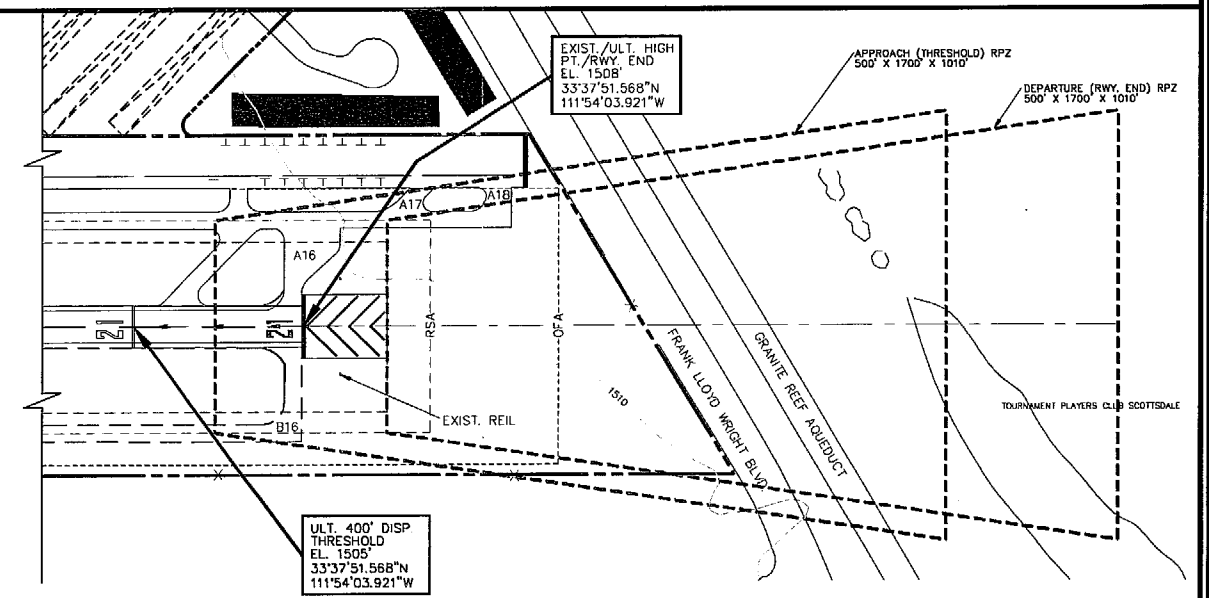 EXIST./ULT. HIGH
PT./RWY. END
EL. 1508'
33°37'51.568"N
111°54'03.921"W
APPROACH (THRESHOLD) RPZ
500' X 1700' X 1010'
DEPARTURE (RWY. END) RPZ
500' X 1700' X 1010'
A17
A18
A16
21
21
RSA
OFA
FRANK LLOYD WRIGHT BLVD.
GRANITE REEF AQUEDUCT
1510
TOURNAMENT PLAYERS CLUB SCOTTSDALE
EXIST. REIL
B16
ULT. 400' DISP.
THRESHOLD
EL. 1505'
33°37'51.568"N
111°54'03.921"W